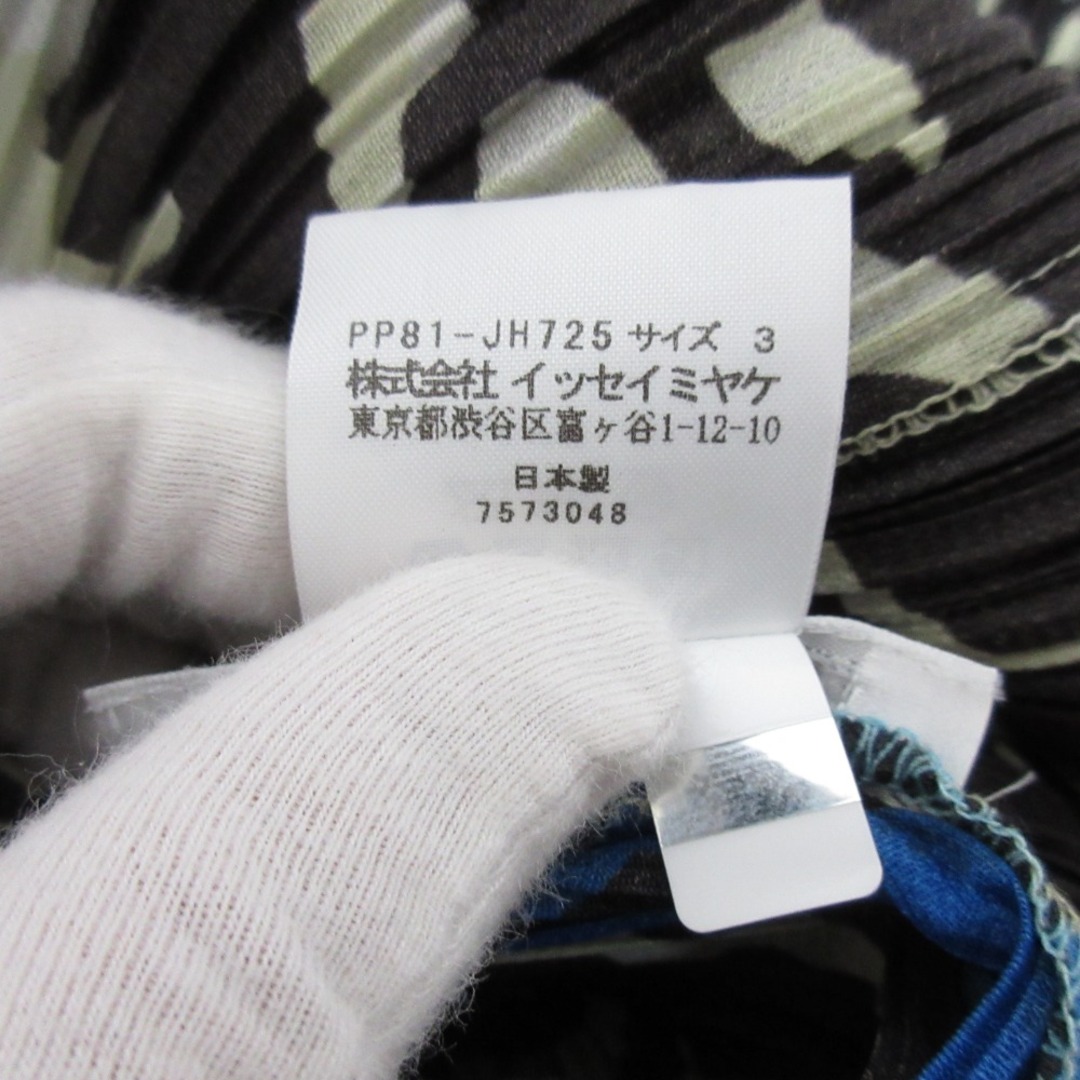 PP81-JH725 サイズ 3
株式会社 イッセイミヤケ
東京都渋谷区富ヶ谷1-12-10
日本製
7573048